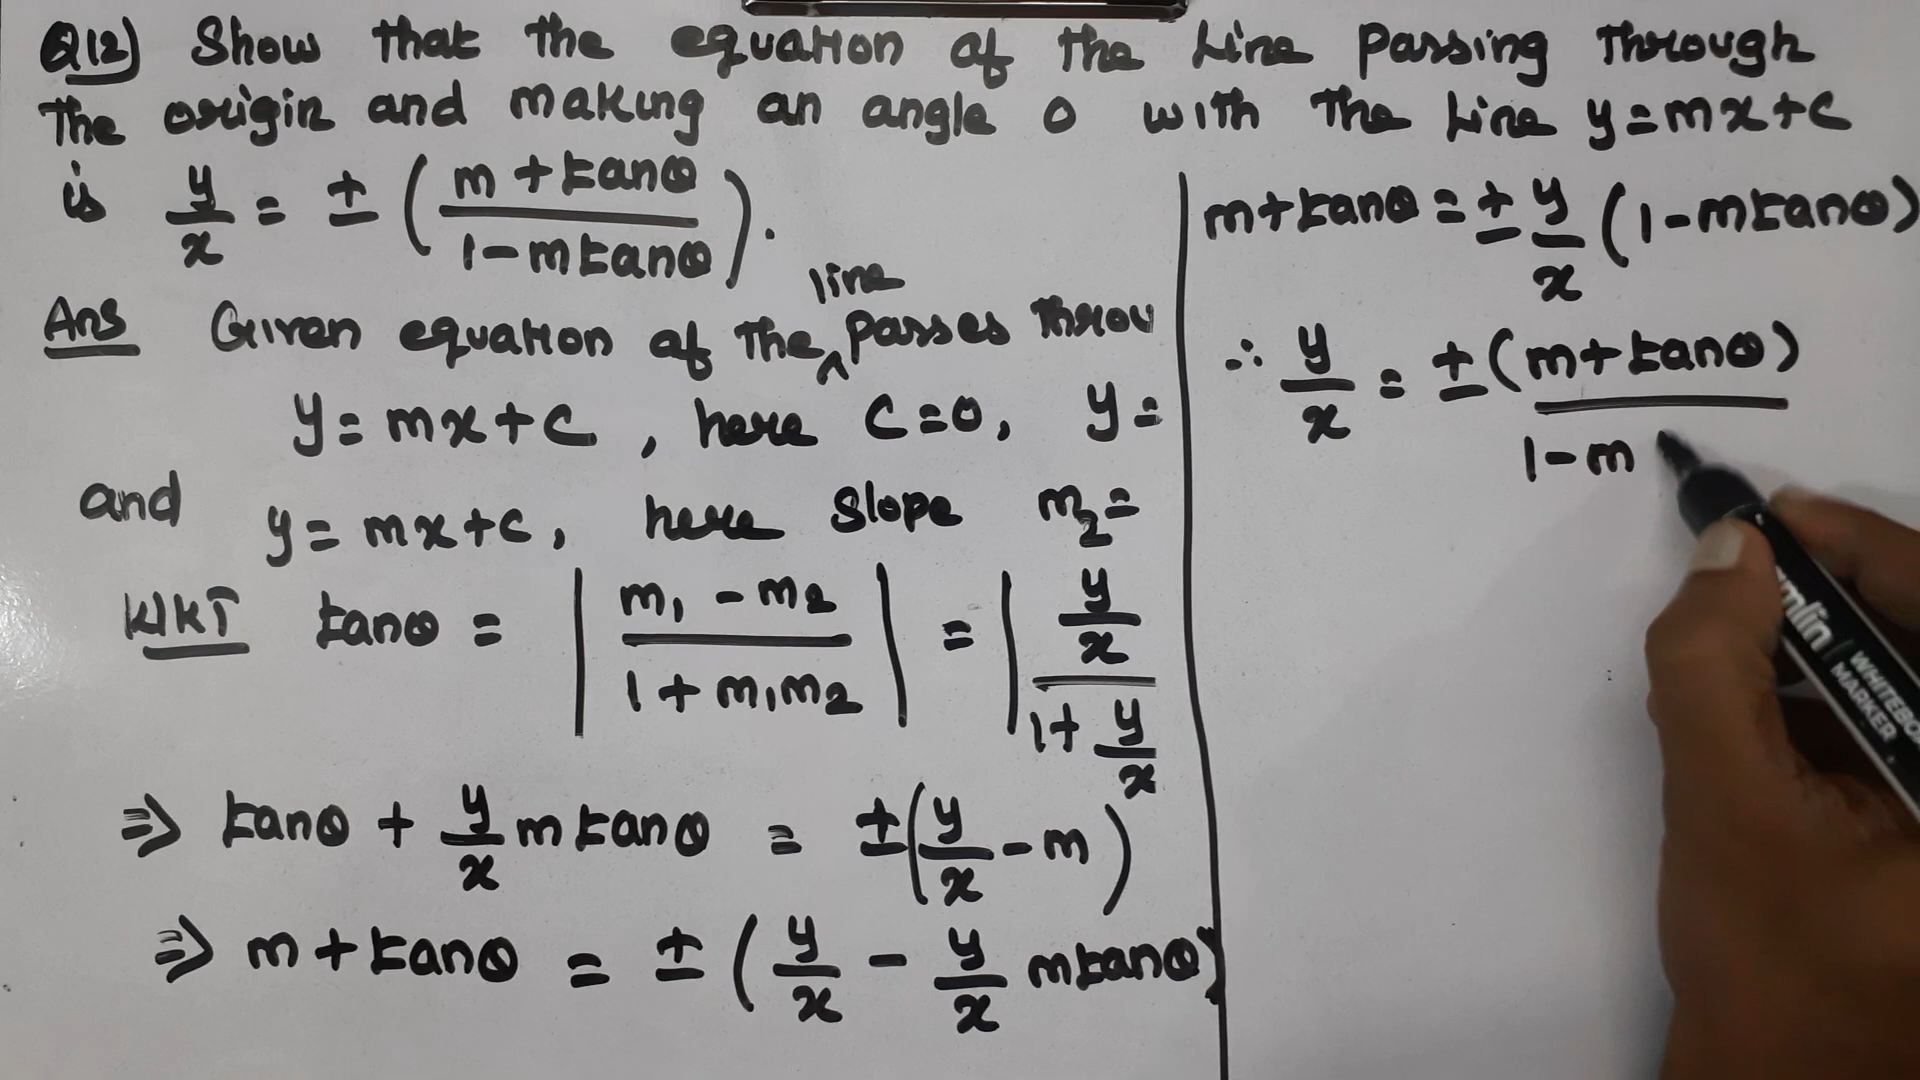 Q12) Show that the equation of the Line passing through
the origin and making an angle θ with the Line y=mx+c
is y/x = ± ( m+tanθ / 1-mtanθ ).
Ans Given equation of the line passes throu
y=mx+c, here c=0, y=
and y=mx+c, here slope m₂=
WKT tanθ = | m₁-m₂ / 1+m₁m₂ | = | y/x / 1+ y/x
⇒ tanθ + y/x mtanθ = ±( y/x -m )
⇒ m+tanθ = ± ( y/x - y/x mtanθ )
m+tanθ = ± y/x (1-mtanθ)
∴ y/x = ±(m+tanθ) / 1-m
mlin WHITEBO
MARKER